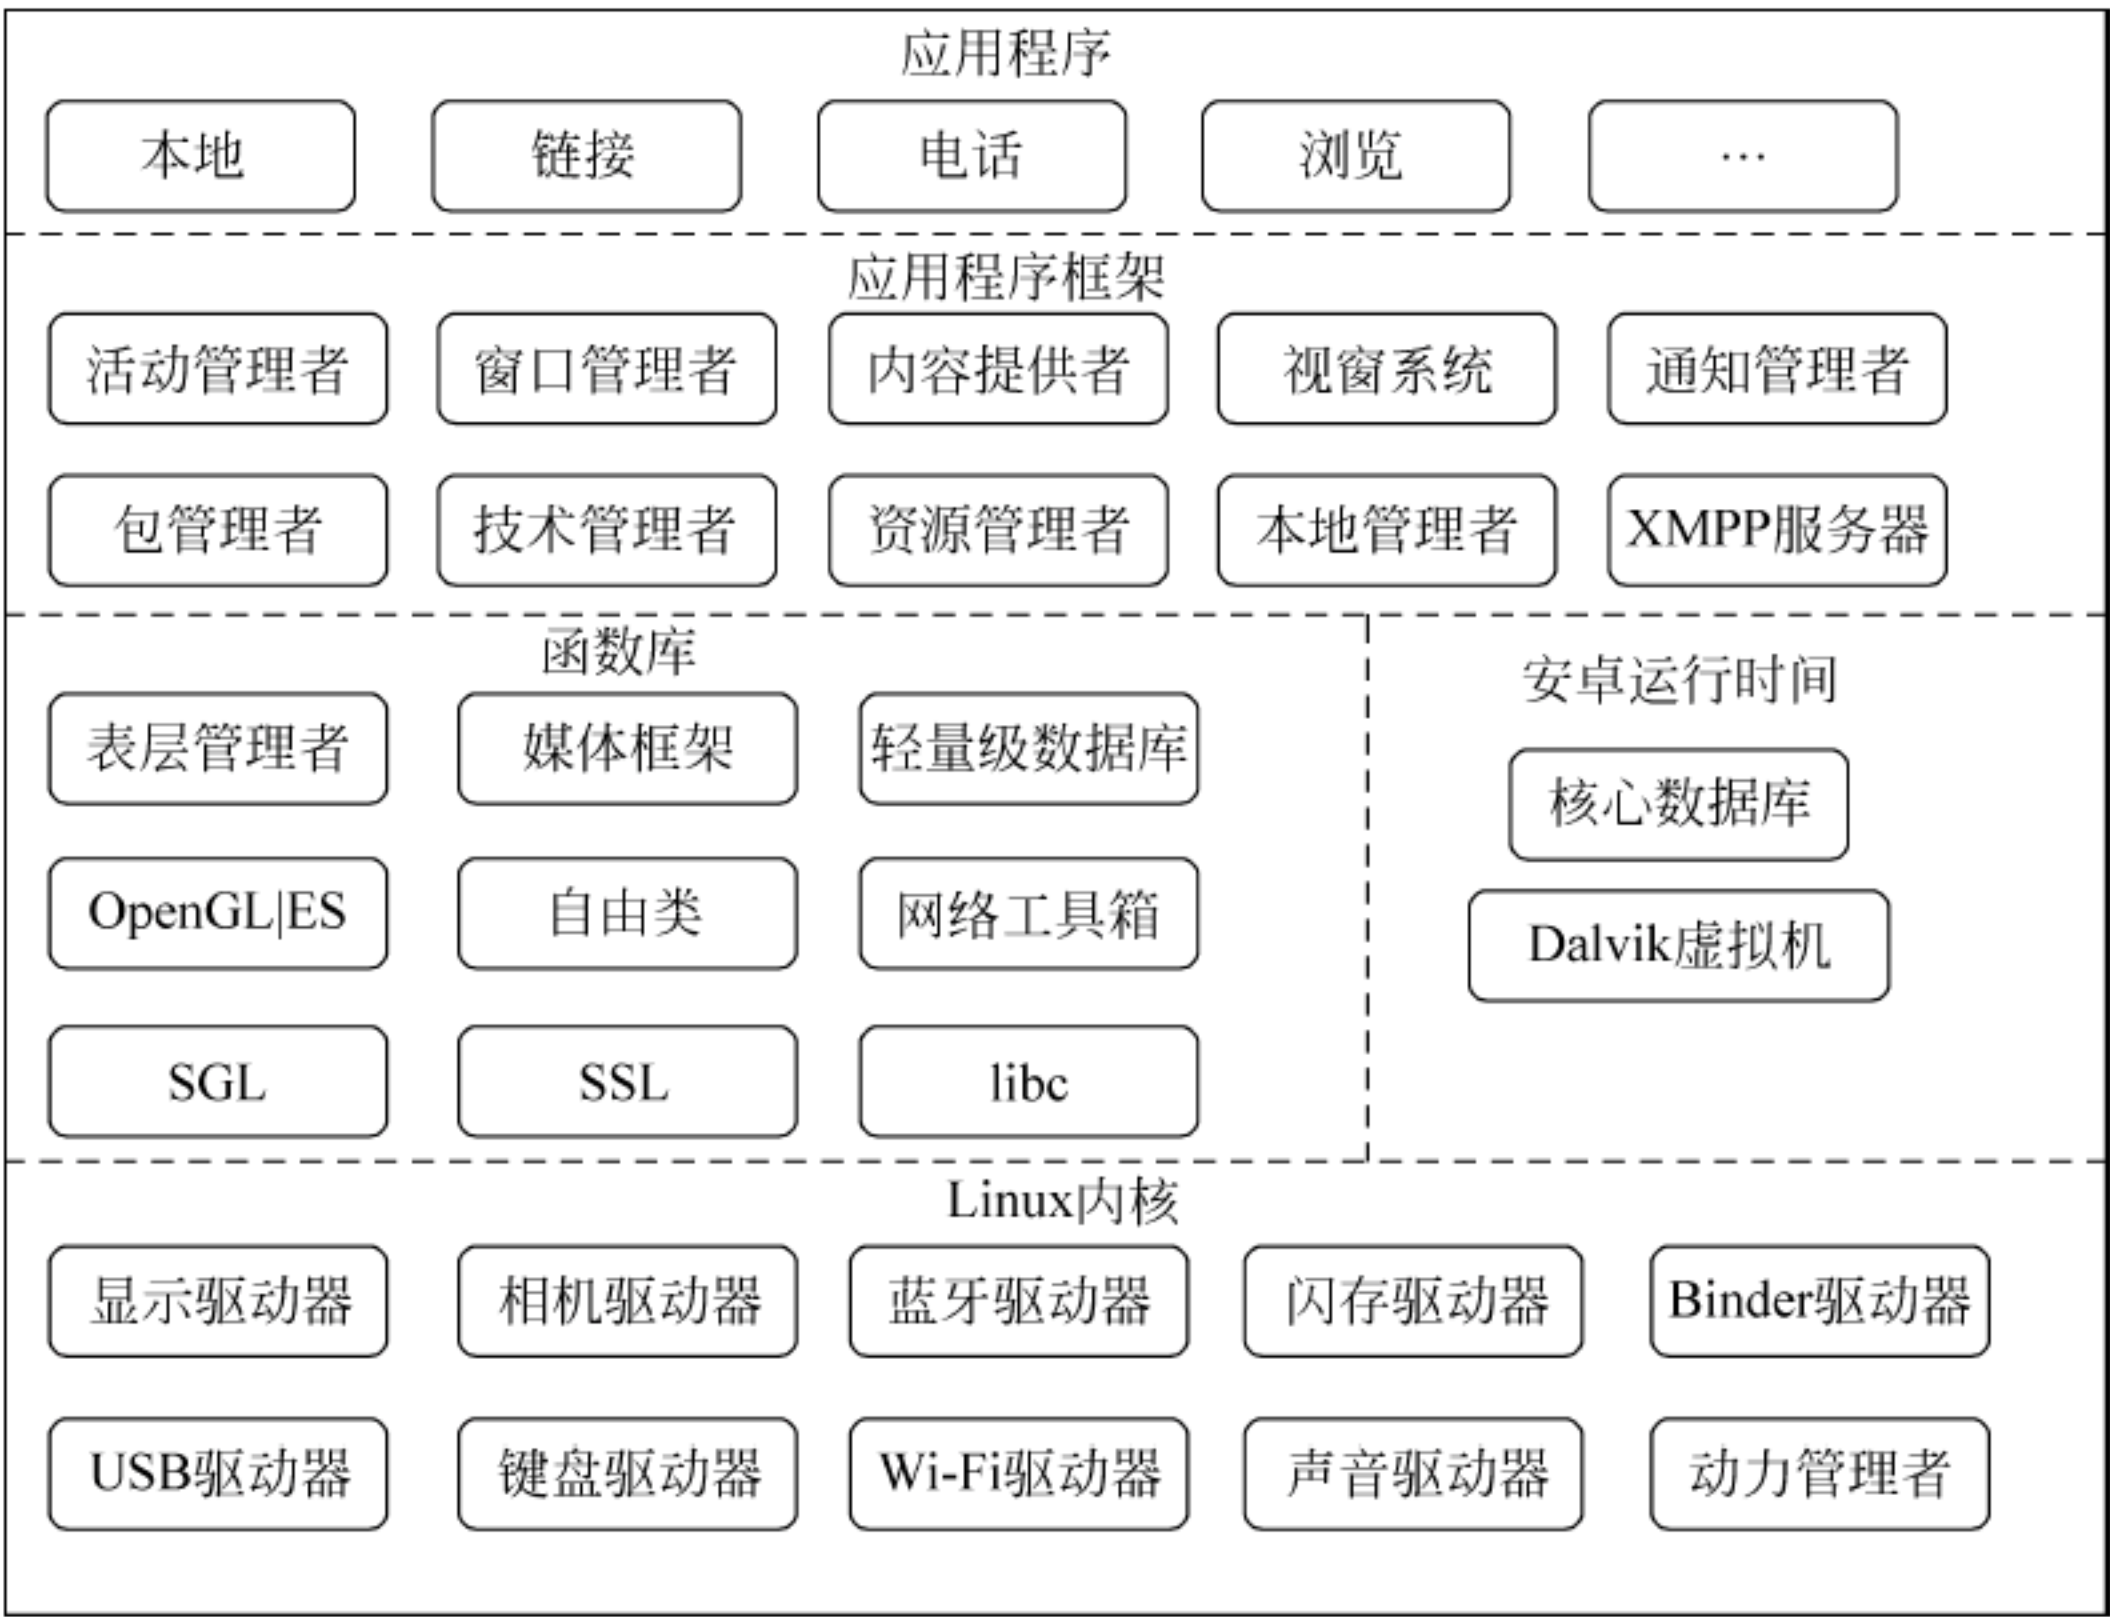 应用程序
本地 链接 电话 浏览 …
应用程序框架
活动管理者 窗口管理者 内容提供者 视窗系统 通知管理者
包管理者 技术管理者 资源管理者 本地管理者 XMPP服务器
函数库
安卓运行时间
表层管理者 媒体框架 轻量级数据库
核心数据库
OpenGL|ES 自由类 网络工具箱
Dalvik虚拟机
SGL SSL libc
Linux内核
显示驱动器 相机驱动器 蓝牙驱动器 闪存驱动器 Binder驱动器
USB驱动器 键盘驱动器 Wi-Fi驱动器 声音驱动器 动力管理者